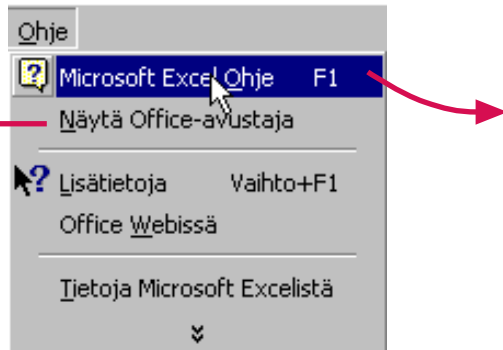 Ohje
Microsoft Excel Ohje F1
Näytä Office-avustaja
Lisätietoja Vaihto+F1
Office Webissä
Tietoja Microsoft Excelistä